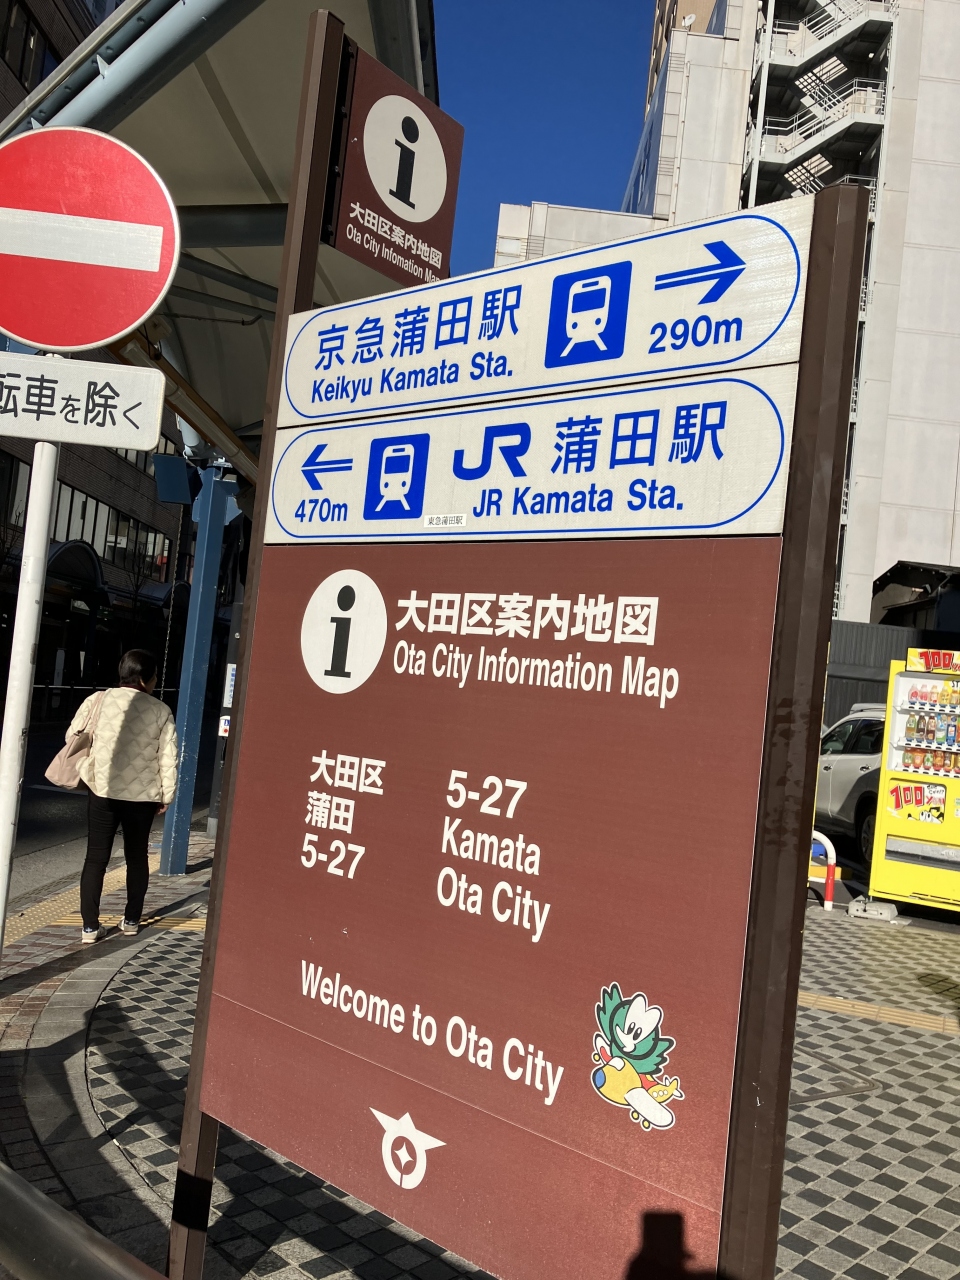 大田区案内地図
Ota City Infomation Map
京急蒲田駅
Keikyu Kamata Sta.
290m
470m
JR 蒲田駅
JR Kamata Sta.
東急蒲田駅
転車を除く
i 大田区案内地図
Ota City Information Map
大田区
蒲田
5-27
5-27
Kamata
Ota City
Welcome to Ota City
100
100